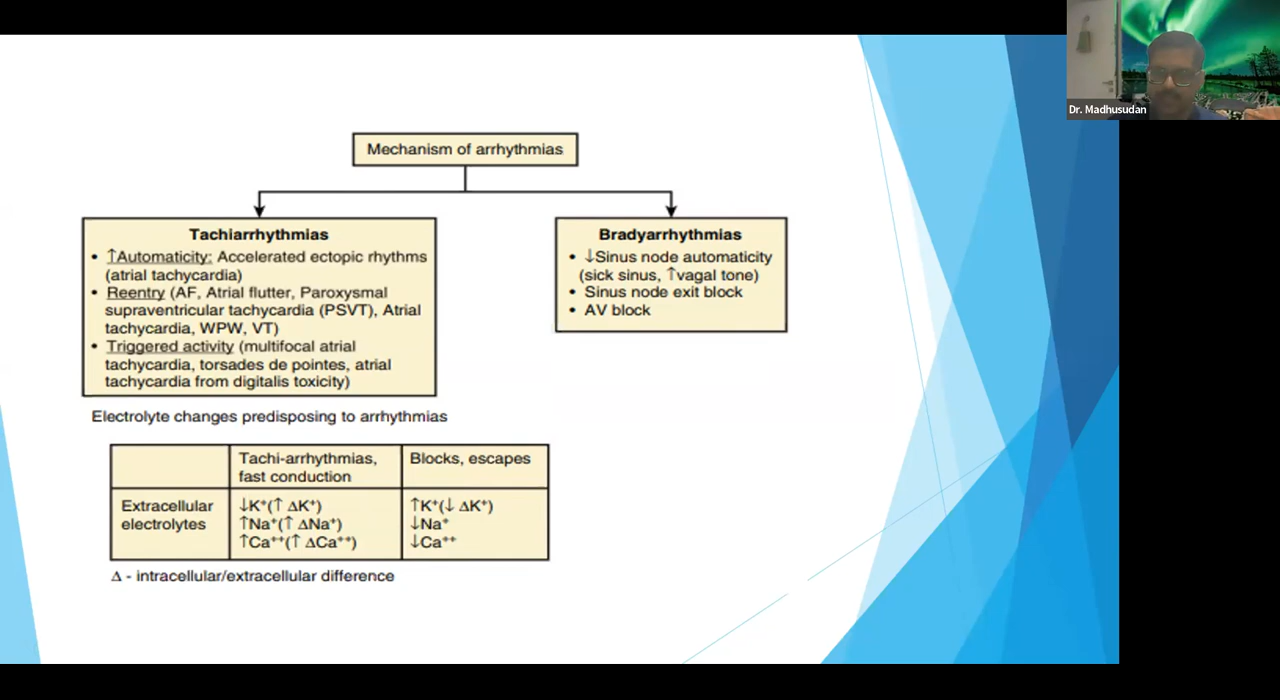 Dr. Madhusudan
Mechanism of arrhythmias
Tachiarrhythmias
• ↑Automaticity: Accelerated ectopic rhythms
(atrial tachycardia)
• Reentry (AF, Atrial flutter, Paroxysmal
supraventricular tachycardia (PSVT), Atrial
tachycardia, WPW, VT)
• Triggered activity (multifocal atrial
tachycardia, torsades de pointes, atrial
tachycardia from digitalis toxicity)
Bradyarrhythmias
• ↓Sinus node automaticity
(sick sinus, ↑vagal tone)
• Sinus node exit block
• AV block
Electrolyte changes predisposing to arrhythmias
Tachi-arrhythmias,
fast conduction
Blocks, escapes
Extracellular
electrolytes
↓K⁺(↑ ΔK⁺)
↑Na⁺(↑ ΔNa⁺)
↑Ca⁺⁺(↑ ΔCa⁺⁺)
↑K⁺(↓ ΔK⁺)
↓Na⁺
↓Ca⁺⁺
Δ - intracellular/extracellular difference